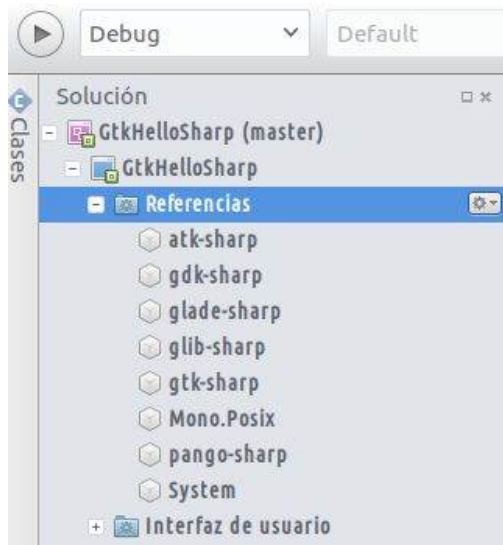 Debug
Default
Clases
Solución
GtkHelloSharp (master)
GtkHelloSharp
Referencias
atk-sharp
gdk-sharp
glade-sharp
glib-sharp
gtk-sharp
Mono.Posix
pango-sharp
System
Interfaz de usuario